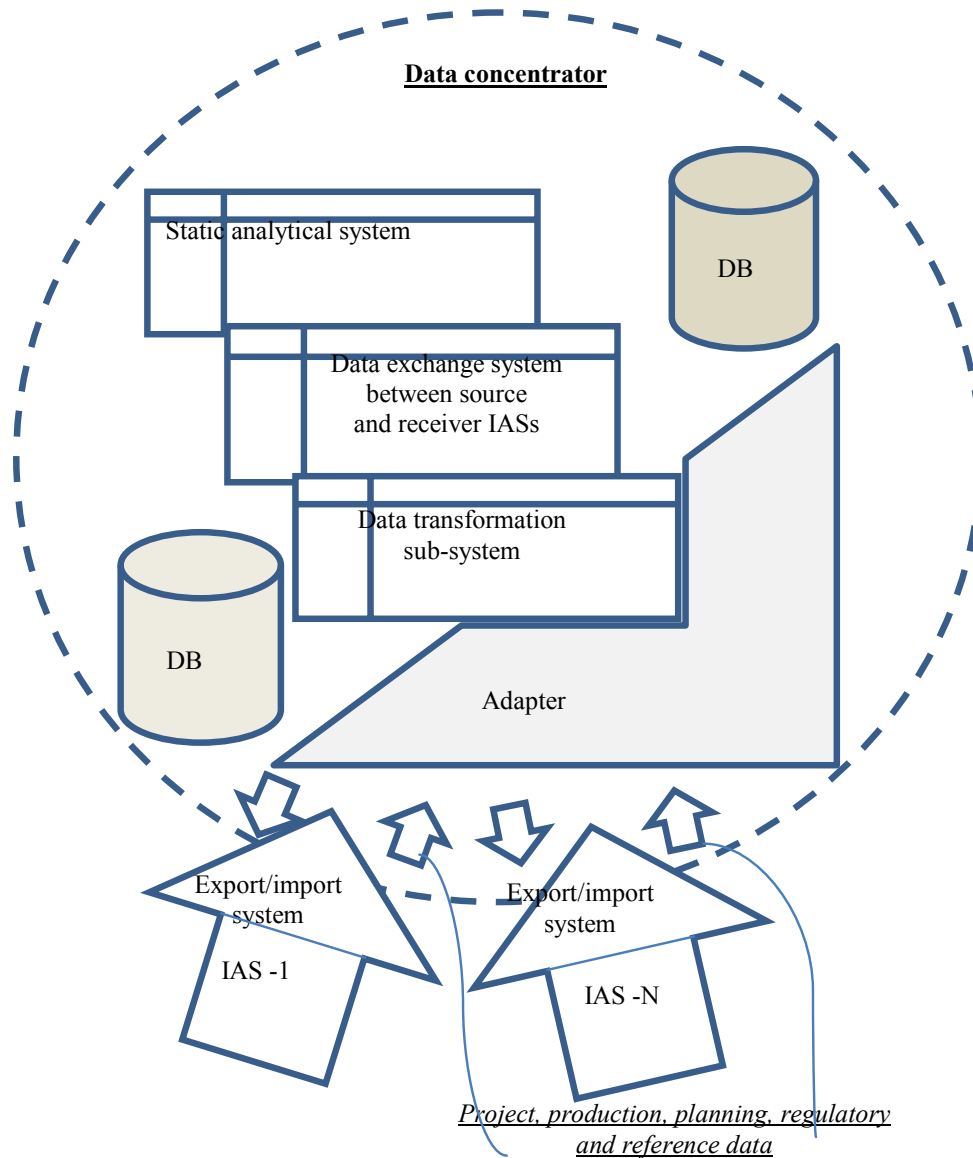 Data concentrator
Static analytical system
DB
Data exchange system
between source
and receiver IASs
Data transformation
sub-system
DB
Adapter
Export/import
system
IAS -1
Export/import
system
IAS -N
Project, production, planning, regulatory
and reference data